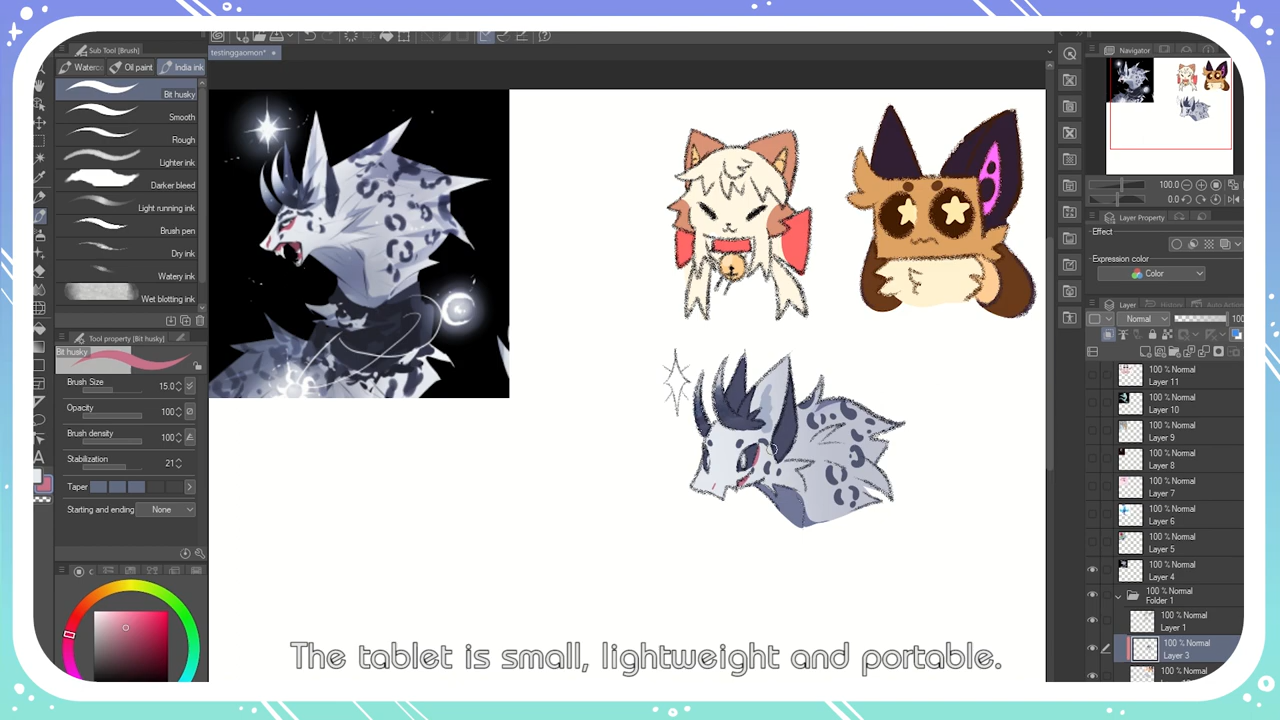 Sub Tool [Brush]
Waterc
Oil paint
India ink
Bit husky
Smooth
Rough
Lighter ink
Darker bleed
Light running ink
Brush pen
Dry ink
Watery ink
Wet blotting ink
Tool property [Bit husky]
Bit husky
Brush Size 15.0
Opacity 100
Brush density 100
Stabilization 21
Taper
Starting and ending None
testinggaomon*
Navigator
100.0
0.0
Layer Property
Effect
Expression color
Color
Layer
History
Auto Action
Normal 100
100 % Normal
Layer 11
100 % Normal
Layer 10
100 % Normal
Layer 9
100 % Normal
Layer 8
100 % Normal
Layer 7
100 % Normal
Layer 6
100 % Normal
Layer 5
100 % Normal
Layer 4
100 % Normal
Folder 1
100 % Normal
Layer 1
100 % Normal
Layer 3
100 % Normal
The tablet is small, lightweight and portable.